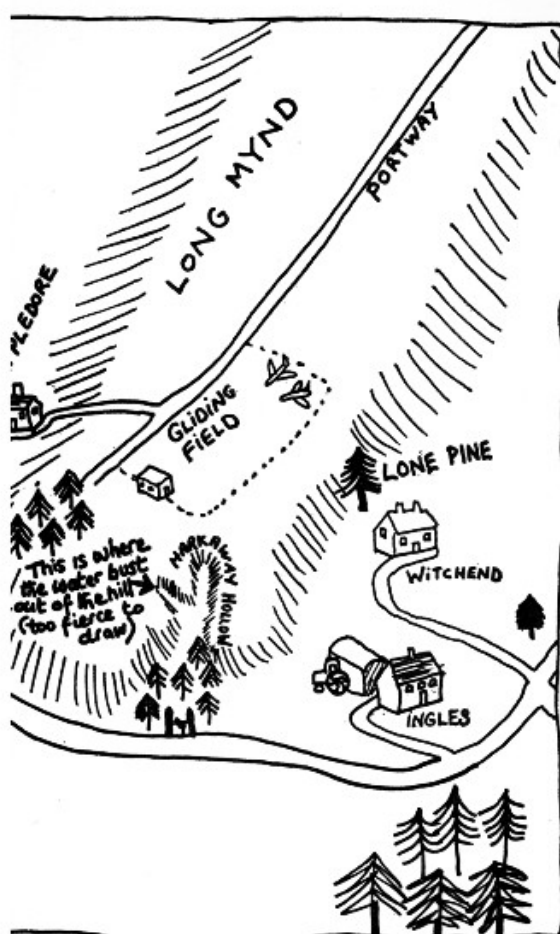 LONG MYND
PORTWAY
PLEDORE
GLIDING
FIELD
LONE PINE
HARKAWAY HOLLOW
This is where
the water bust
out of the hill
(too fierce to
draw)
WITCHEND
INGLES